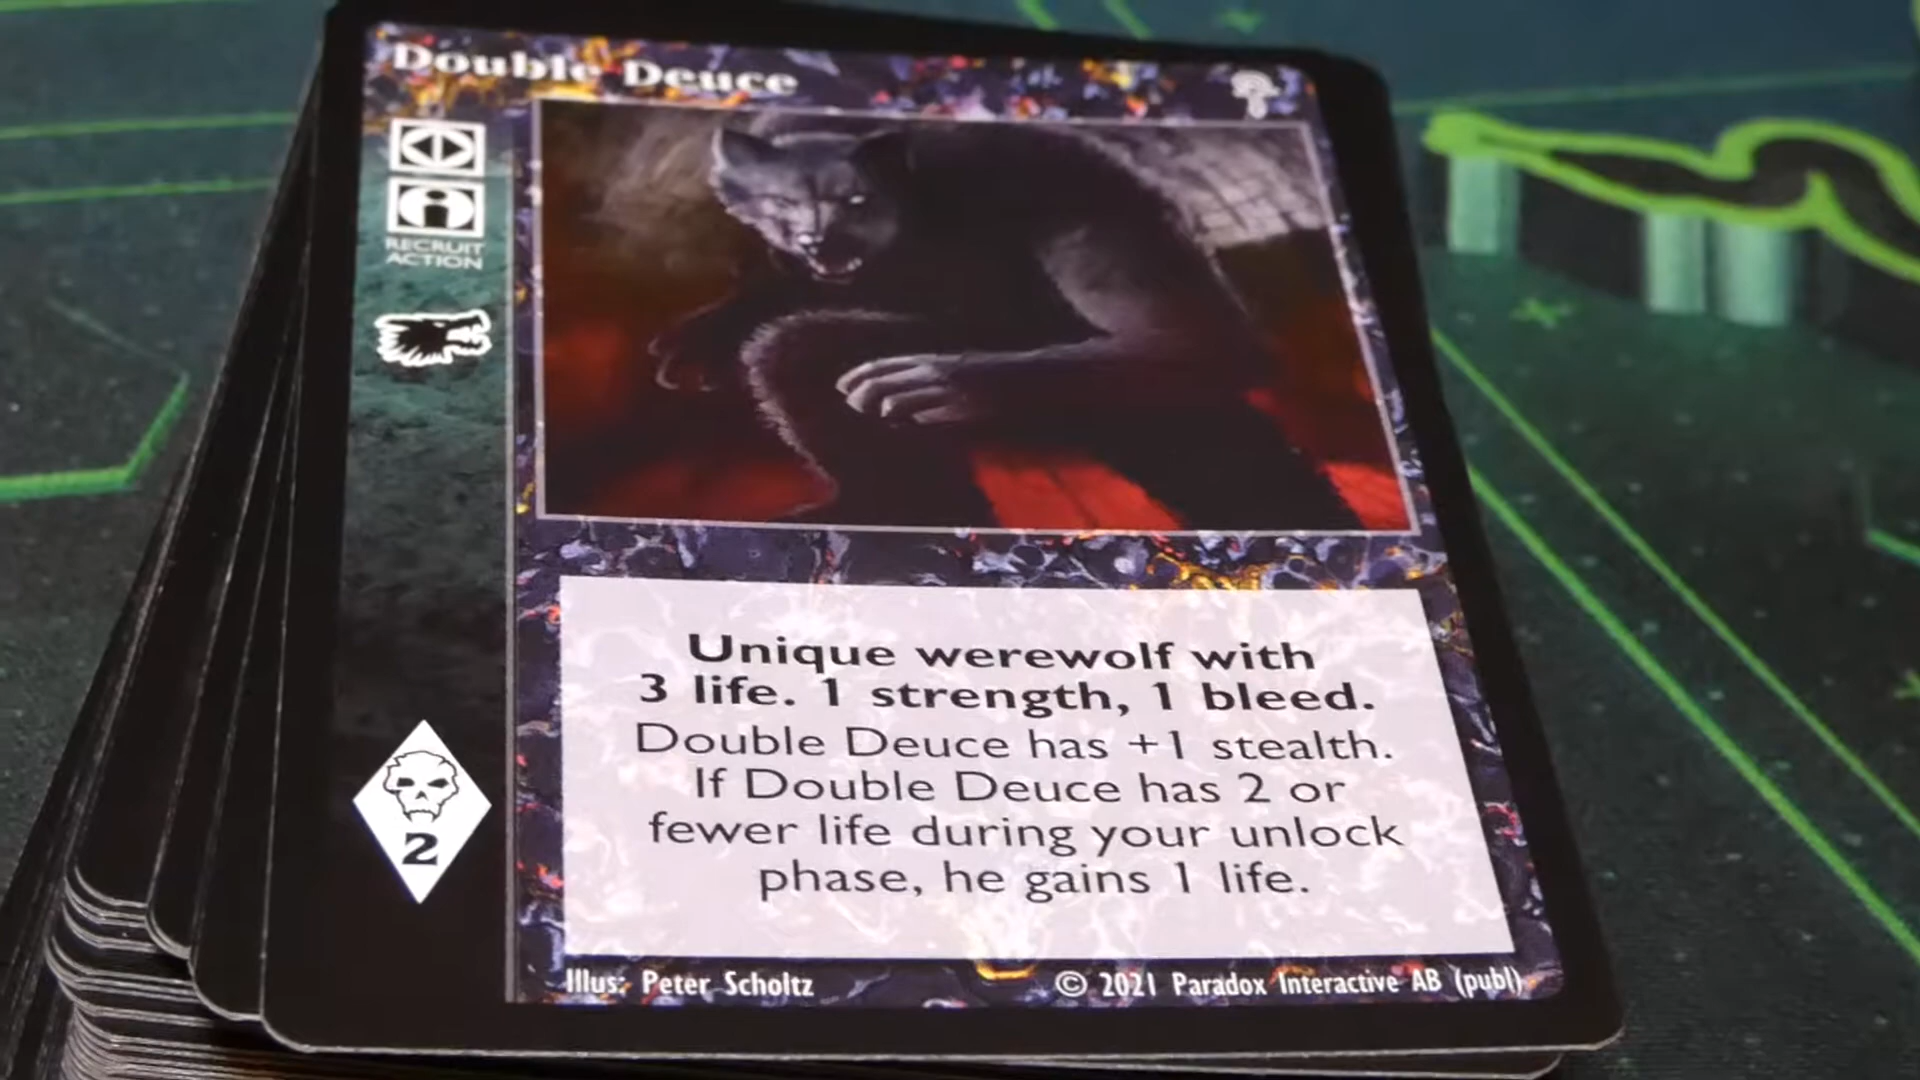 Double Deuce
RECRUIT
ACTION
2
Unique werewolf with
3 life. 1 strength, 1 bleed.
Double Deuce has +1 stealth.
If Double Deuce has 2 or
fewer life during your unlock
phase, he gains 1 life.
Illus: Peter Scholtz
© 2021 Paradox Interactive AB (publ)